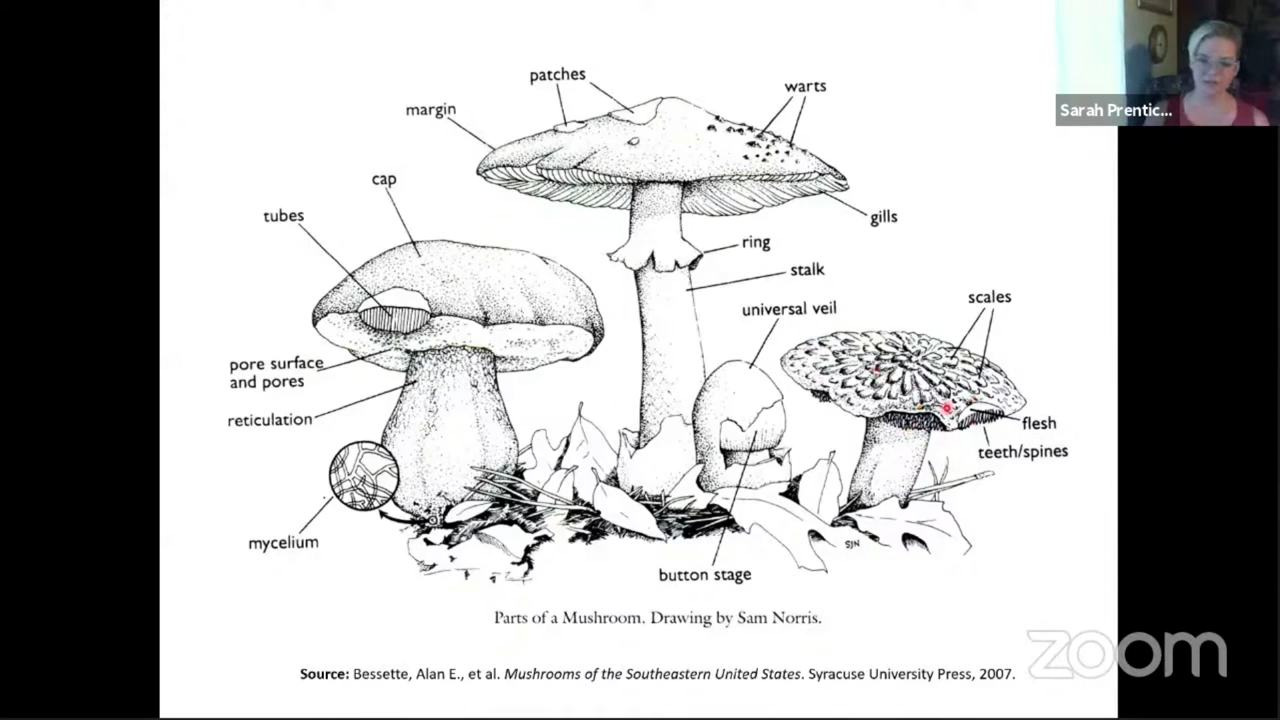 patches
warts
margin
Sarah Prentic...
cap
tubes
gills
ring
stalk
universal veil
scales
pore surface
and pores
reticulation
flesh
teeth/spines
mycelium
SJN
button stage
Parts of a Mushroom. Drawing by Sam Norris.
zoom
Source: Bessette, Alan E., et al. Mushrooms of the Southeastern United States. Syracuse University Press, 2007.